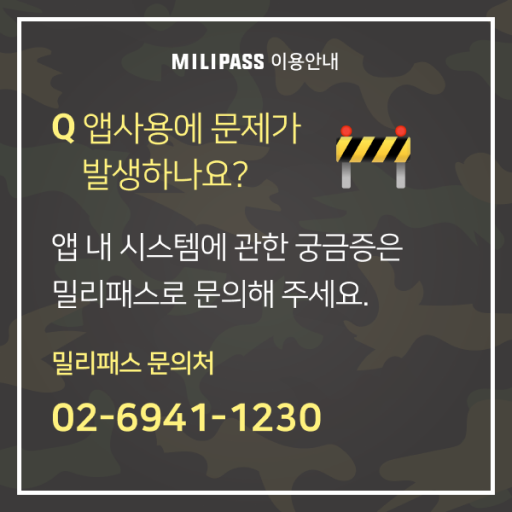 MILIPASS 이용안내
Q 앱사용에 문제가
발생하나요?
앱 내 시스템에 관한 궁금증은
밀리패스로 문의해 주세요.
밀리패스 문의처
02-6941-1230